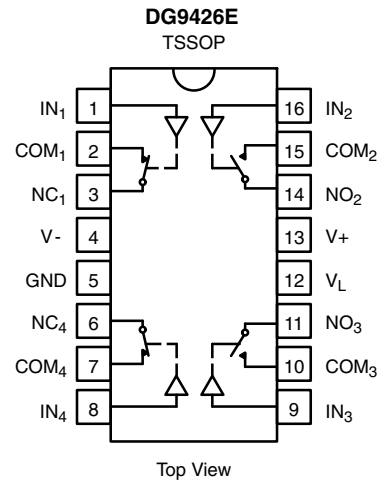 DG9426E
TSSOP
IN1 1 16 IN2
COM1 2 15 COM2
NC1 3 14 NO2
V- 4 13 V+
GND 5 12 VL
NC4 6 11 NO3
COM4 7 10 COM3
IN4 8 9 IN3
Top View